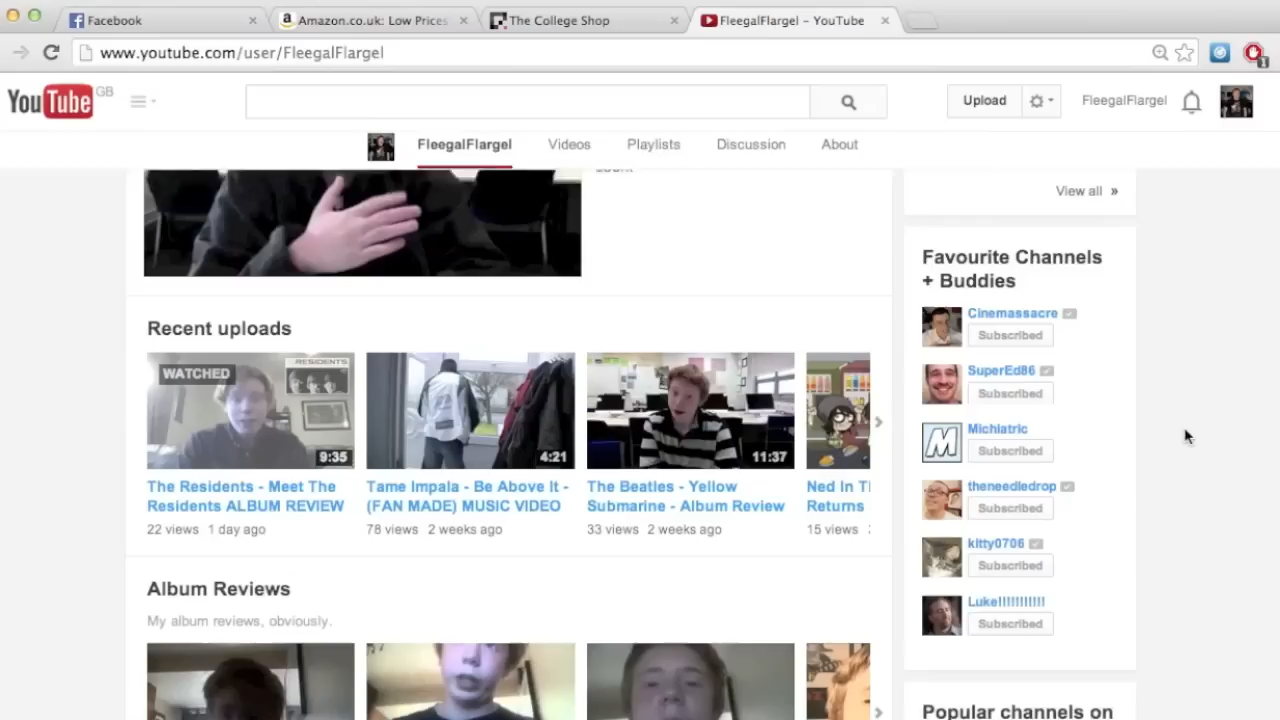 Facebook
Amazon.co.uk: Low Prices
The College Shop
FleegalFlargel – YouTube
www.youtube.com/user/FleegalFlargel
YouTube GB
Upload
FleegalFlargel
FleegalFlargel
Videos
Playlists
Discussion
About
View all »
Favourite Channels
+ Buddies
Cinemassacre
Subscribed
SuperEd86
Subscribed
Michiatric
Subscribed
theneedledrop
Subscribed
kitty0706
Subscribed
Luke!!!!!!!!!!!
Subscribed
Popular channels on
Recent uploads
WATCHED
RESIDENTS
9:35
4:21
11:37
The Residents - Meet The
Residents ALBUM REVIEW
22 views 1 day ago
Tame Impala - Be Above It -
(FAN MADE) MUSIC VIDEO
78 views 2 weeks ago
The Beatles - Yellow
Submarine - Album Review
33 views 2 weeks ago
Ned In T
Returns
15 views
Album Reviews
My album reviews, obviously.